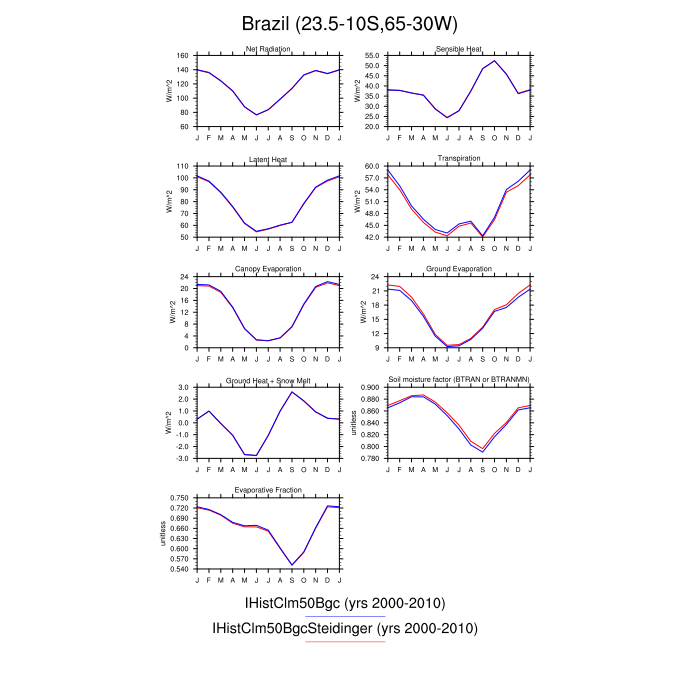 Brazil (23.5-10S,65-30W)
Net Radiation
W/m^2
160
140
120
100
80
60
J F M A M J J A S O N D J
Sensible Heat
W/m^2
55.0
50.0
45.0
40.0
35.0
30.0
25.0
20.0
J F M A M J J A S O N D J
Latent Heat
W/m^2
110
100
90
80
70
60
50
J F M A M J J A S O N D J
Transpiration
W/m^2
60.0
57.0
54.0
51.0
48.0
45.0
42.0
J F M A M J J A S O N D J
Canopy Evaporation
W/m^2
24
20
16
12
8
4
0
J F M A M J J A S O N D J
Ground Evaporation
W/m^2
24
21
18
15
12
9
J F M A M J J A S O N D J
Ground Heat + Snow Melt
W/m^2
3.0
2.0
1.0
0.0
-1.0
-2.0
-3.0
J F M A M J J A S O N D J
Soil moisture factor (BTRAN or BTRANMN)
unitless
0.900
0.880
0.860
0.840
0.820
0.800
0.780
J F M A M J J A S O N D J
Evaporative Fraction
unitless
0.750
0.720
0.690
0.660
0.630
0.600
0.570
0.540
J F M A M J J A S O N D J
IHistClm50Bgc (yrs 2000-2010)
IHistClm50BgcSteidinger (yrs 2000-2010)